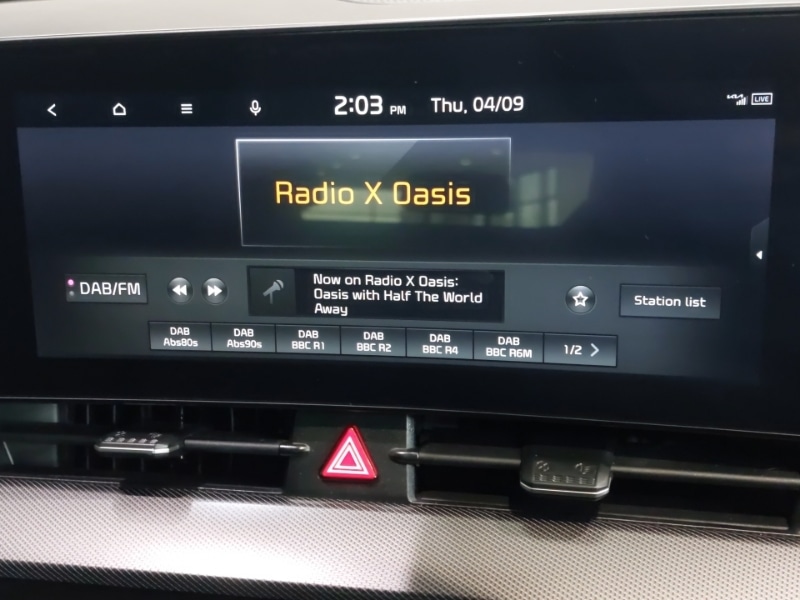 2:03 PM Thu, 04/09
LIVE
Radio X Oasis
DAB/FM
Now on Radio X Oasis:
Oasis with Half The World
Away
Station list
DAB
Abs80s
DAB
Abs90s
DAB
BBC R1
DAB
BBC R2
DAB
BBC R4
DAB
BBC R6M
1/2